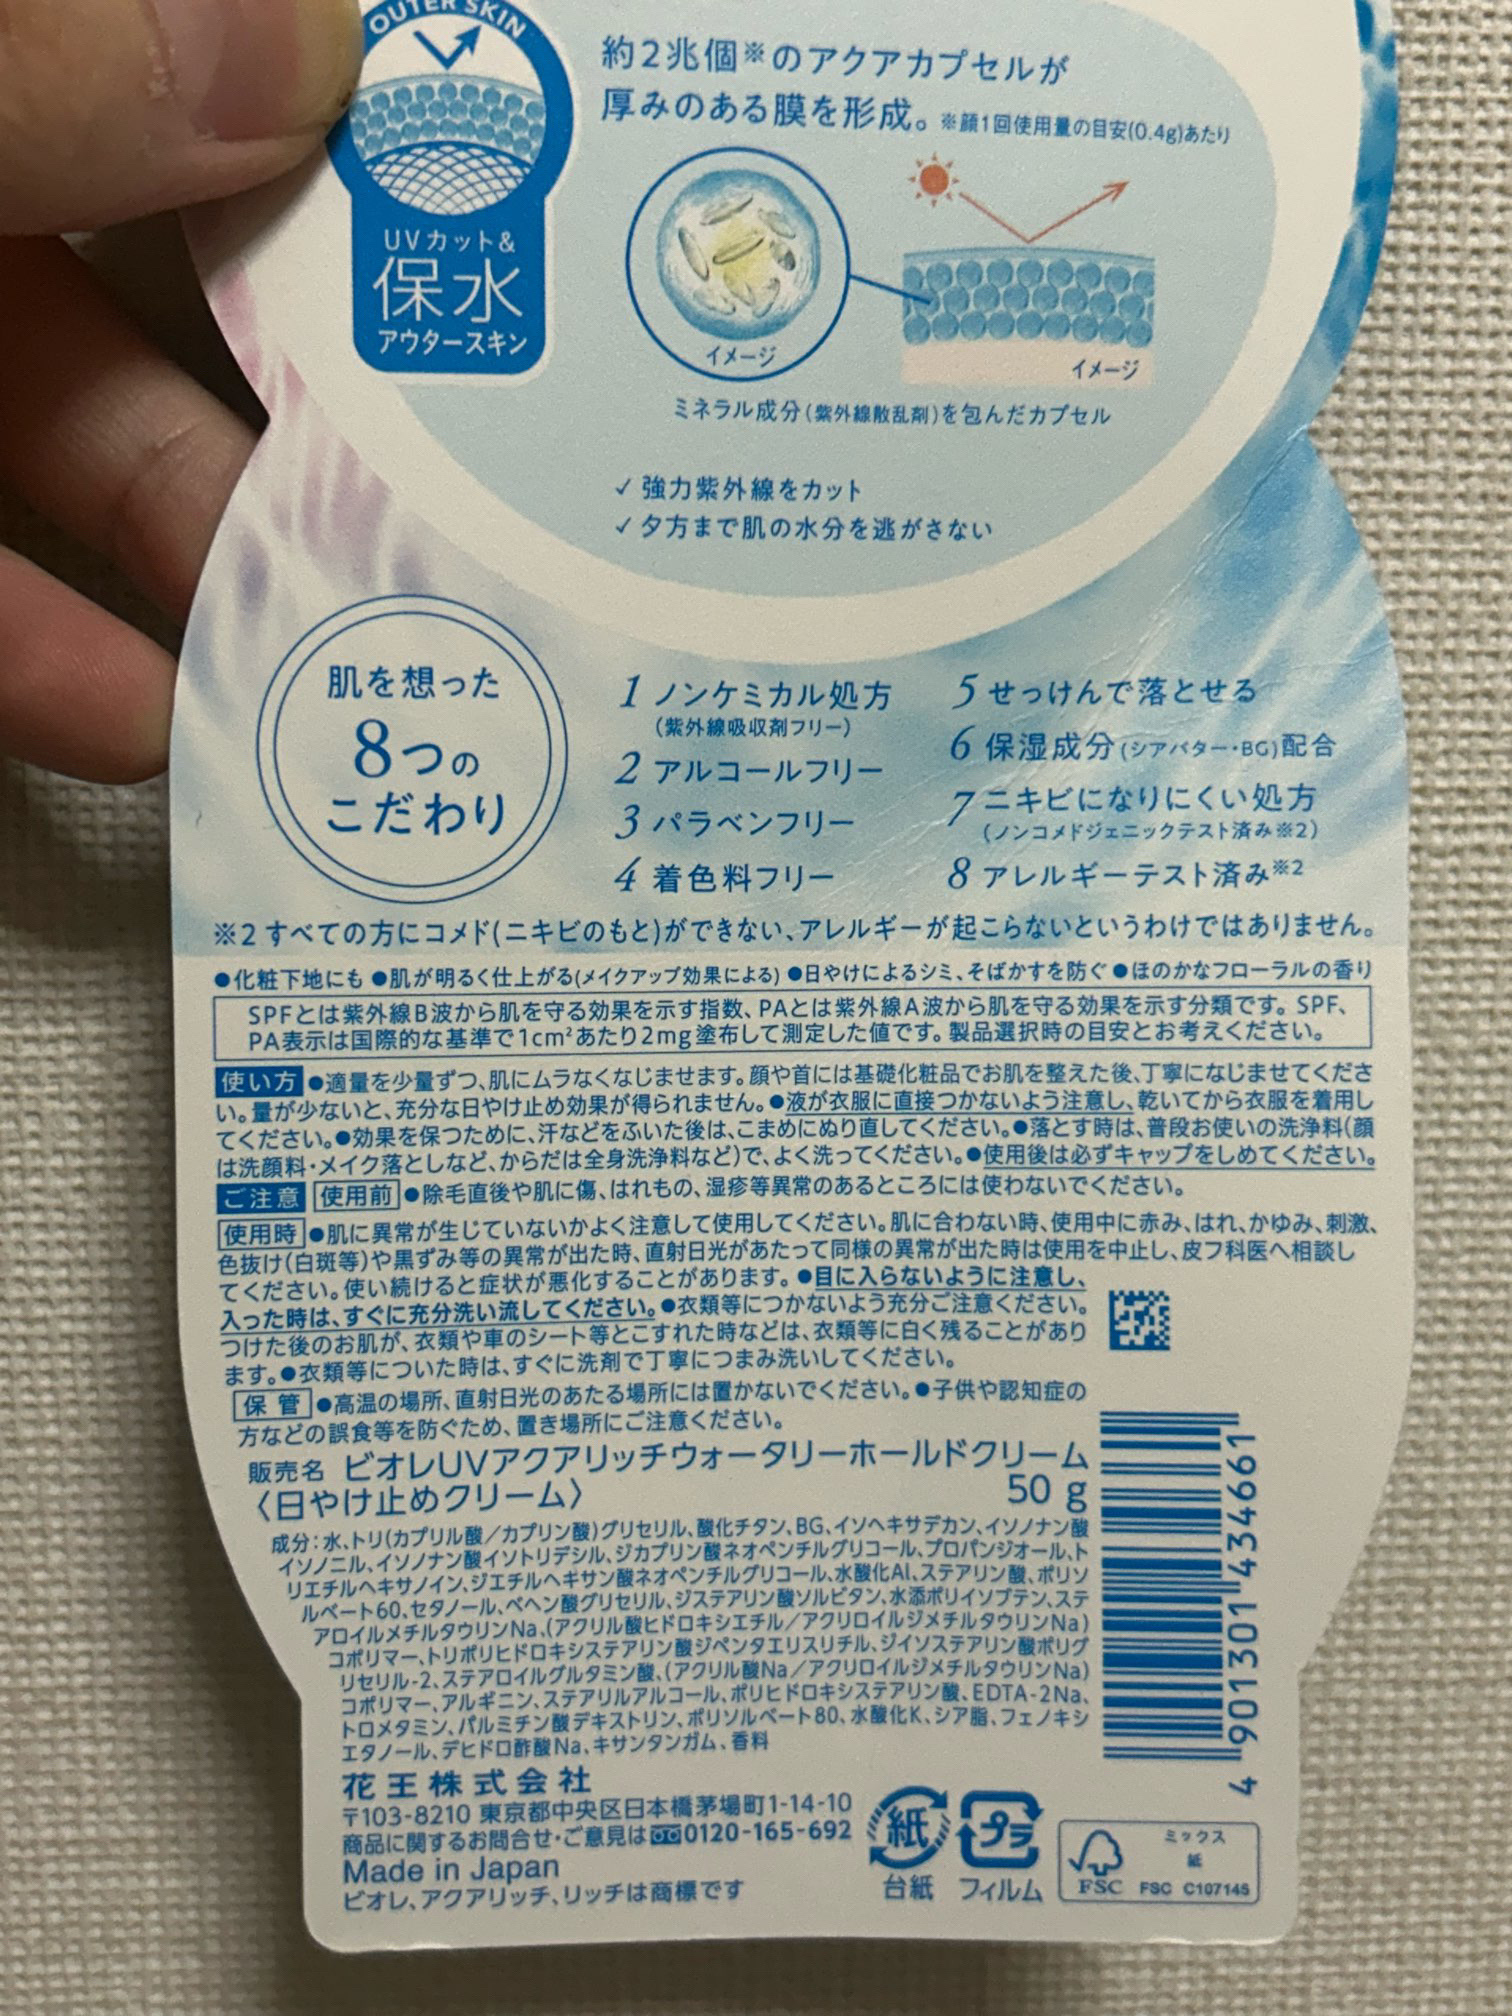 OUTER SKIN
UVカット&
保水
アウタースキン
約2兆個※のアクアカプセルが
厚みのある膜を形成。※顔1回使用量の目安(0.4g)あたり
イメージ
イメージ
ミネラル成分(紫外線散乱剤)を包んだカプセル
✓ 強力紫外線をカット
✓ 夕方まで肌の水分を逃がさない
肌を想った
8つの
こだわり
1 ノンケミカル処方
(紫外線吸収剤フリー)
2 アルコールフリー
3 パラベンフリー
4 着色料フリー
5 せっけんで落とせる
6 保湿成分(シアバター・BG)配合
7 ニキビになりにくい処方
(ノンコメドジェニックテスト済み※2)
8 アレルギーテスト済み※2
※2 すべての方にコメド(ニキビのもと)ができない、アレルギーが起こらないというわけではありません。
●化粧下地にも ●肌が明るく仕上がる(メイクアップ効果による) ●日やけによるシミ、そばかすを防ぐ ●ほのかなフローラルの香り
SPFとは紫外線B波から肌を守る効果を示す指数、PAとは紫外線A波から肌を守る効果を示す分類です。SPF、
PA表示は国際的な基準で1cm²あたり2mg塗布して測定した値です。製品選択時の目安とお考えください。
使い方 ●適量を少量ずつ、肌にムラなくなじませます。顔や首には基礎化粧品でお肌を整えた後、丁寧になじませてくださ
い。量が少ないと、充分な日やけ止め効果が得られません。●液が衣服に直接つかないよう注意し、乾いてから衣服を着用し
てください。●効果を保つために、汗などをふいた後は、こまめにぬり直してください。●落とす時は、普段お使いの洗浄料(顔
は洗顔料・メイク落としなど、からだは全身洗浄料など)で、よく洗ってください。●使用後は必ずキャップをしめてください。
ご注意 使用前 ●除毛直後や肌に傷、はれもの、湿疹等異常のあるところには使わないでください。
使用時 ●肌に異常が生じていないかよく注意して使用してください。肌に合わない時、使用中に赤み、はれ、かゆみ、刺激、
色抜け(白斑等)や黒ずみ等の異常が出た時、直射日光があたって同様の異常が出た時は使用を中止し、皮フ科医へ相談し
てください。使い続けると症状が悪化することがあります。●目に入らないように注意し、
入った時は、すぐに充分洗い流してください。●衣類等につかないよう充分ご注意ください。
つけた後のお肌が、衣類や車のシート等とこすれた時などは、衣類等に白く残ることがあり
ます。●衣類等についた時は、すぐに洗剤で丁寧につまみ洗いしてください。
保管 ●高温の場所、直射日光のあたる場所には置かないでください。●子供や認知症の
方などの誤食等を防ぐため、置き場所にご注意ください。
販売名 ビオレUVアクアリッチウォータリーホールドクリーム
〈日やけ止めクリーム〉 50 g
成分:水、トリ(カプリル酸/カプリン酸)グリセリル、酸化チタン、BG、イソヘキサデカン、イソノナン酸
イソノニル、イソノナン酸イソトリデシル、ジカプリン酸ネオペンチルグリコール、プロパンジオール、ト
リエチルヘキサノイン、ジエチルヘキサン酸ネオペンチルグリコール、水酸化Al、ステアリン酸、ポリソ
ルベート60、セタノール、ベヘン酸グリセリル、ジステアリン酸ソルビタン、水添ポリイソブテン、ステ
アロイルメチルタウリンNa、(アクリル酸ヒドロキシエチル/アクリロイルジメチルタウリンNa)
コポリマー、トリポリヒドロキシステアリン酸ジペンタエリスリチル、ジイソステアリン酸ポリグ
リセリル-2、ステアロイルグルタミン酸、(アクリル酸Na/アクリロイルジメチルタウリンNa)
コポリマー、アルギニン、ステアリルアルコール、ポリヒドロキシステアリン酸、EDTA-2Na、
トロメタミン、パルミチン酸デキストリン、ポリソルベート80、水酸化K、シア脂、フェノキシ
エタノール、デヒドロ酢酸Na、キサンタンガム、香料
4 901301 434661
花王株式会社
〒103-8210 東京都中央区日本橋茅場町1-14-10
商品に関するお問合せ・ご意見は 0120-165-692
Made in Japan
ビオレ、アクアリッチ、リッチは商標です
紙
台紙
プラ
フィルム
FSC
ミックス
紙
FSC C107145